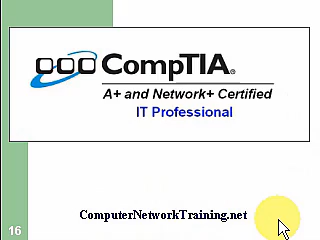 CompTIA®
A+ and Network+ Certified
IT Professional
ComputerNetworkTraining.net
16